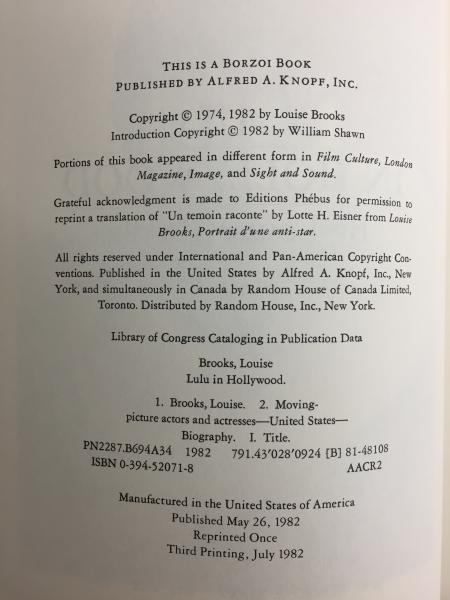 THIS IS A BORZOI BOOK
PUBLISHED BY ALFRED A. KNOPF, INC.
Copyright © 1974, 1982 by Louise Brooks
Introduction Copyright © 1982 by William Shawn
Portions of this book appeared in different form in Film Culture, London
Magazine, Image, and Sight and Sound.
Grateful acknowledgment is made to Editions Phébus for permission to
reprint a translation of "Un temoin raconte" by Lotte H. Eisner from Louise
Brooks, Portrait d'une anti-star.
All rights reserved under International and Pan-American Copyright Con-
ventions. Published in the United States by Alfred A. Knopf, Inc., New
York, and simultaneously in Canada by Random House of Canada Limited,
Toronto. Distributed by Random House, Inc., New York.
Library of Congress Cataloging in Publication Data
Brooks, Louise
Lulu in Hollywood.
1. Brooks, Louise. 2. Moving-
picture actors and actresses—United States—
Biography. I. Title.
PN2287.B694A34 1982 791.43'028'0924 [B] 81-48108
ISBN 0-394-52071-8 AACR2
Manufactured in the United States of America
Published May 26, 1982
Reprinted Once
Third Printing, July 1982